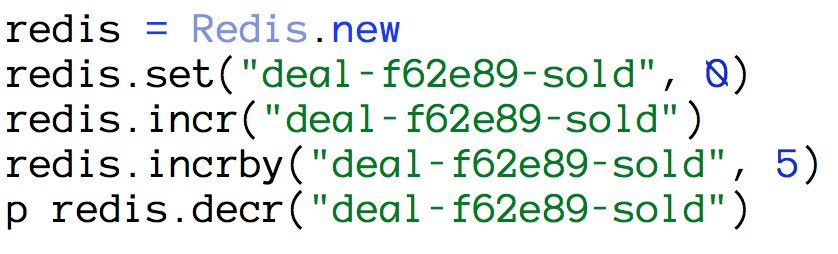 redis = Redis.new
redis.set("deal-f62e89-sold", 0)
redis.incr("deal-f62e89-sold")
redis.incrby("deal-f62e89-sold", 5)
p redis.decr("deal-f62e89-sold")